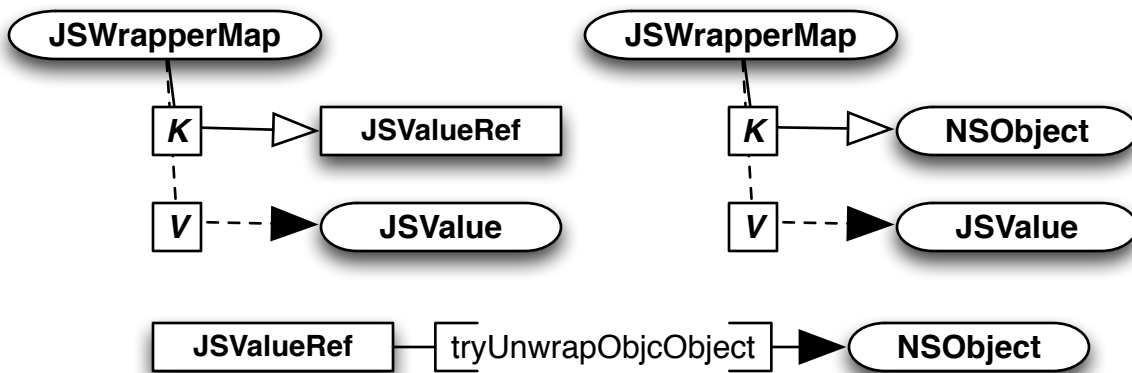 JSWrapperMap JSWrapperMap
K JSValueRef K NSObject
V JSValue V JSValue
JSValueRef tryUnwrapObjcObject NSObject